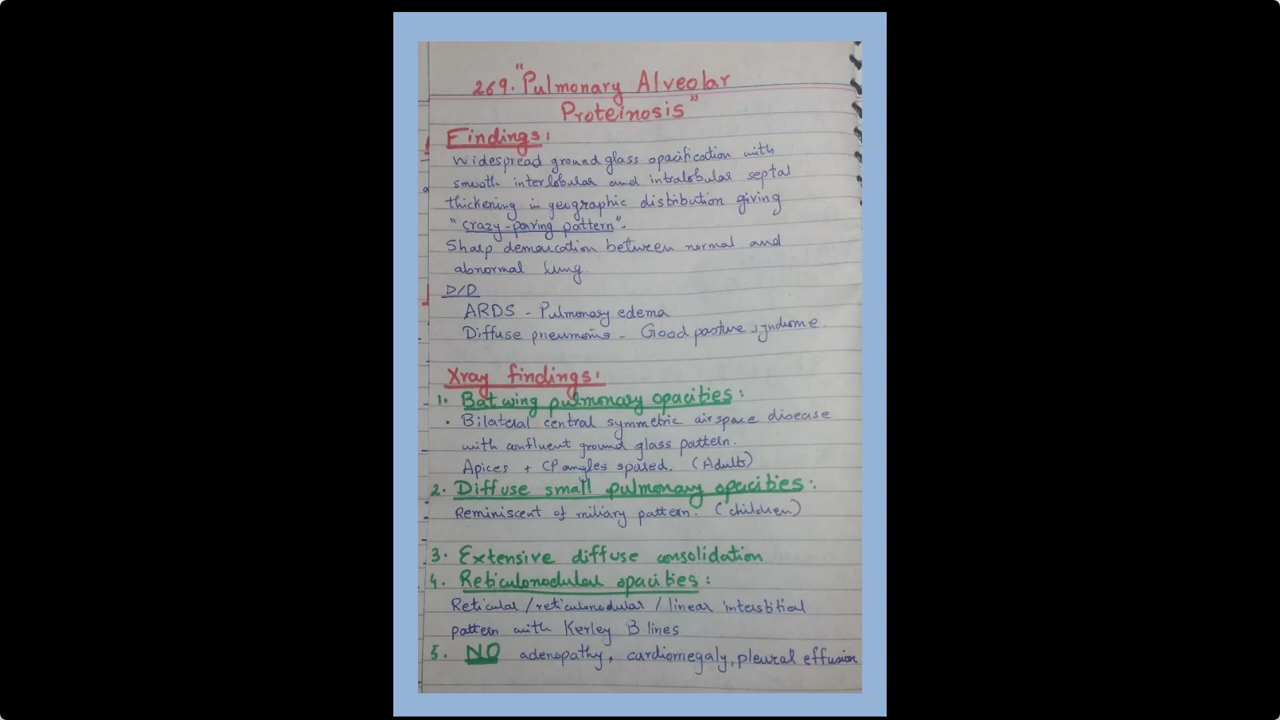 269. "Pulmonary Alveolar
Proteinosis"
Findings:
Widespread ground glass opacification with
smooth interlobular and intralobular septal
thickening in geographic distribution giving
"crazy-paving pattern".
Sharp demarcation between normal and
abnormal lung.
D/D
ARDS - Pulmonary edema
Diffuse pneumonia - Good pasture syndrome.
Xray findings:
1. Bat wing pulmonary opacities:
• Bilateral central symmetric airspace disease
with confluent ground glass pattern.
Apices + CP angles spared. (Adults)
2. Diffuse small pulmonary opacities:
Reminiscent of miliary pattern. (children)
3. Extensive diffuse consolidation
4. Reticulonodular opacities:
Reticular/reticulonodular/linear interstitial
pattern with Kerley B lines
5. NO adenopathy, cardiomegaly, pleural effusion